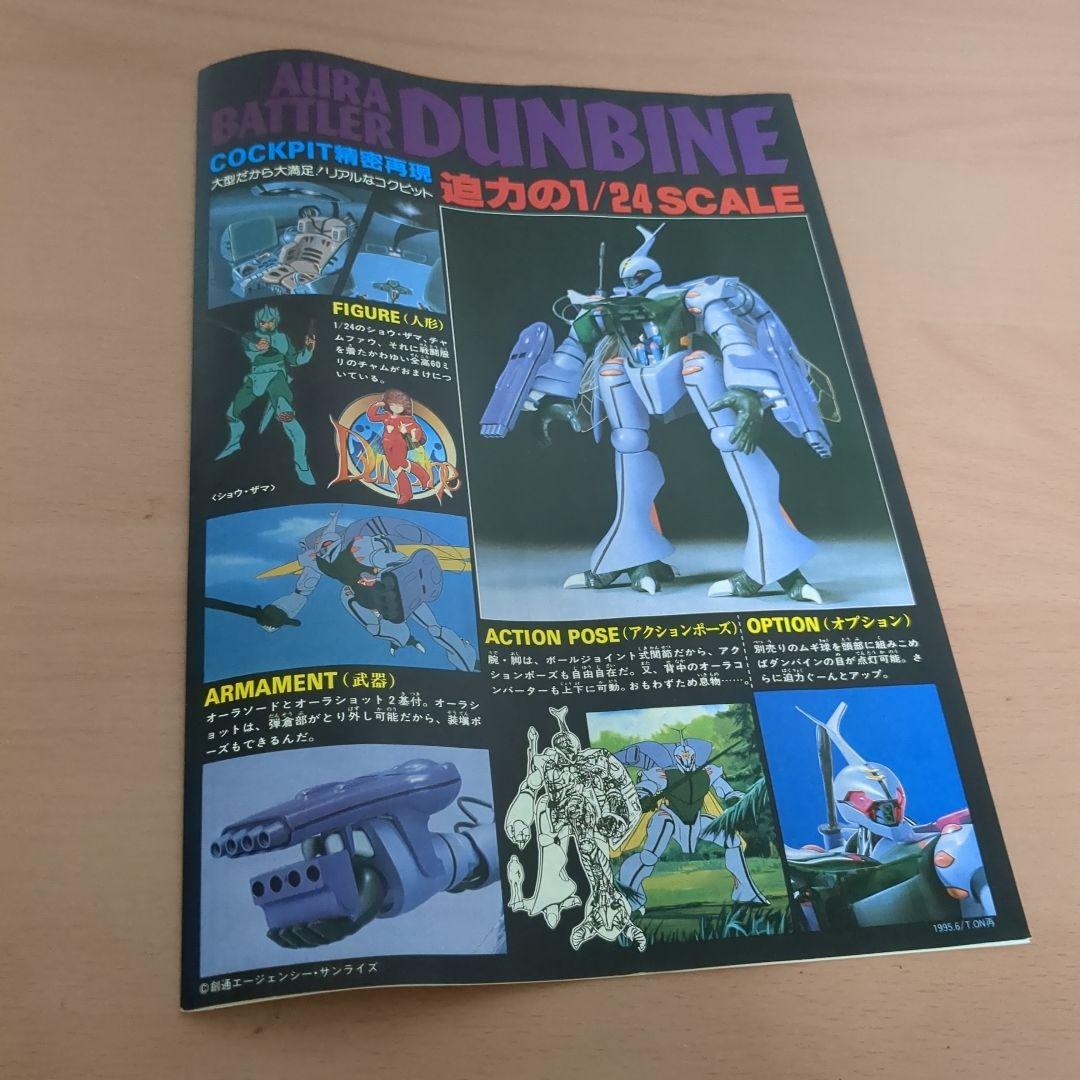 AURA
BATTLER DUNBINE
COCKPIT精密再現
大型だから大満足!リアルなコクピット
迫力の1/24 SCALE
FIGURE(人形)
1/24のショウ・ザマ、チャ
ムファウ、それに戦闘服
を着たかわゆい全高60ミ
リのチャムがおまけにつ
いている。
Dunbine
〈ショウ・ザマ〉
ARMAMENT(武器)
オーラソードとオーラショット2基付。オーラシ
ョットは、弾倉部がとり外し可能だから、装塡ポ
ーズもできるんだ。
ACTION POSE(アクションポーズ)
腕・脚は、ボールジョイント式関節だから、アク
ションポーズも自由自在だ。又、背中のオーラコ
ンバーターも上下に可動。おもわずため息物……。
OPTION(オプション)
別売りのムギ球を頭部に組みこめ
ばダンバインの目が点灯可能。さ
らに迫力ぐーんとアップ。
©創通エージェンシー・サンライズ
1995.6/T.ON再